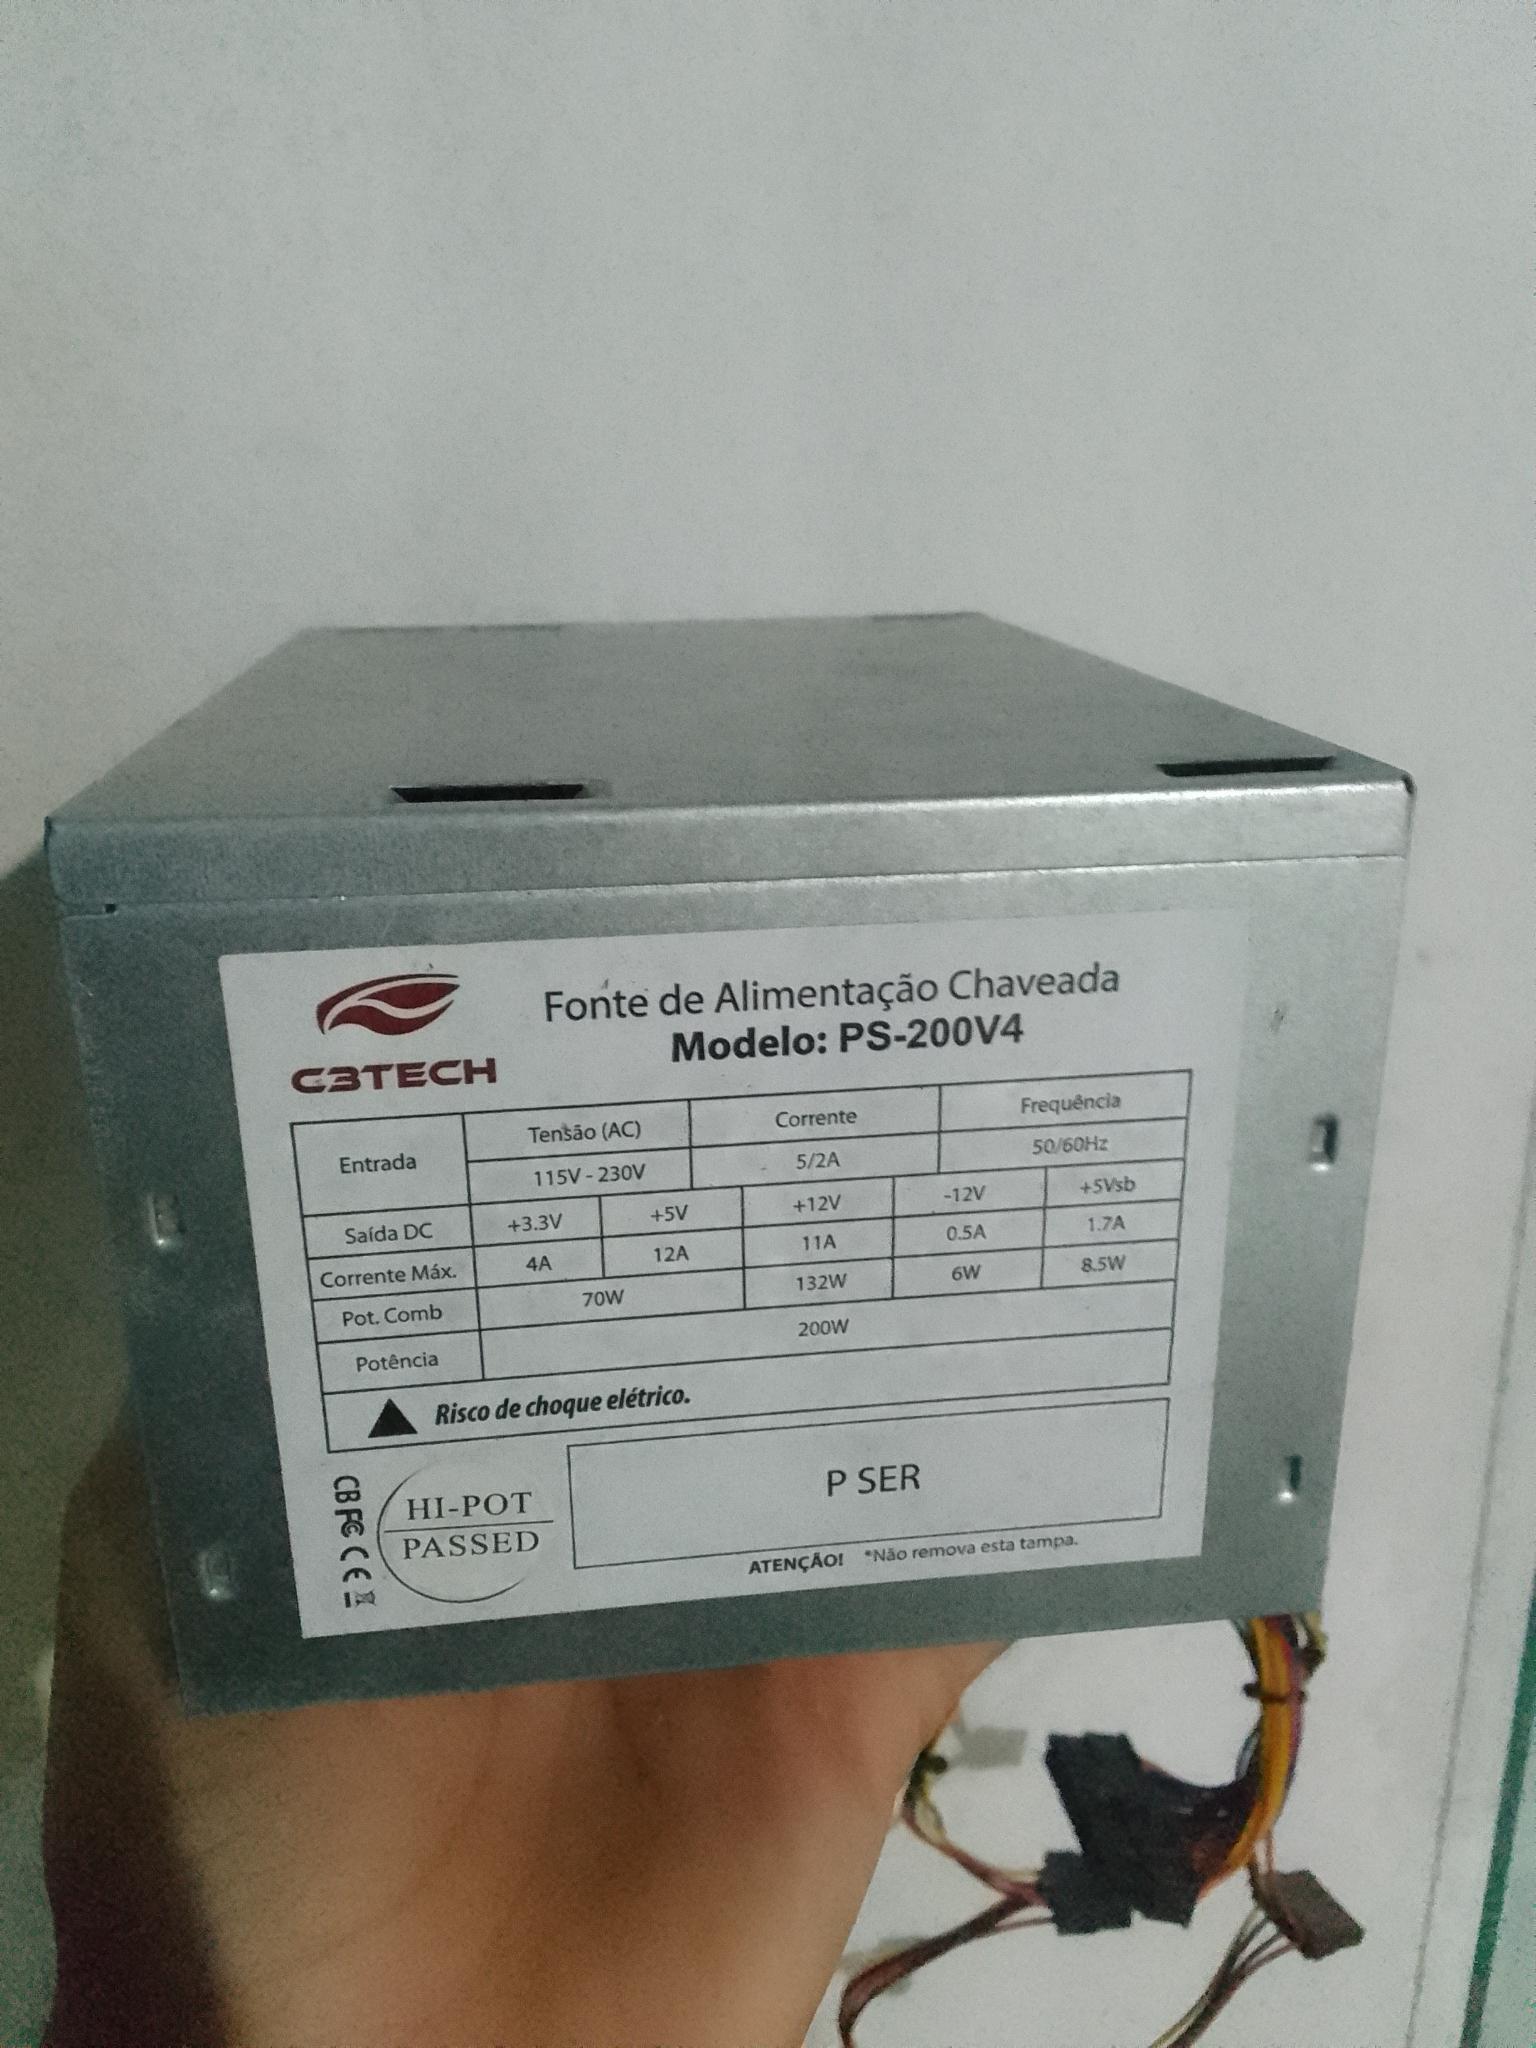 C3TECH
Fonte de Alimentação Chaveada
Modelo: PS-200V4
Entrada Tensão (AC) Corrente Frequência
115V - 230V 5/2A 50/60Hz
Saída DC +3.3V +5V +12V -12V +5Vsb
Corrente Máx. 4A 12A 11A 0.5A 1.7A
Pot. Comb 70W 132W 6W 8.5W
Potência 200W
Risco de choque elétrico.
CB FC CE
HI-POT
PASSED
P SER
ATENÇÃO! *Não remova esta tampa.